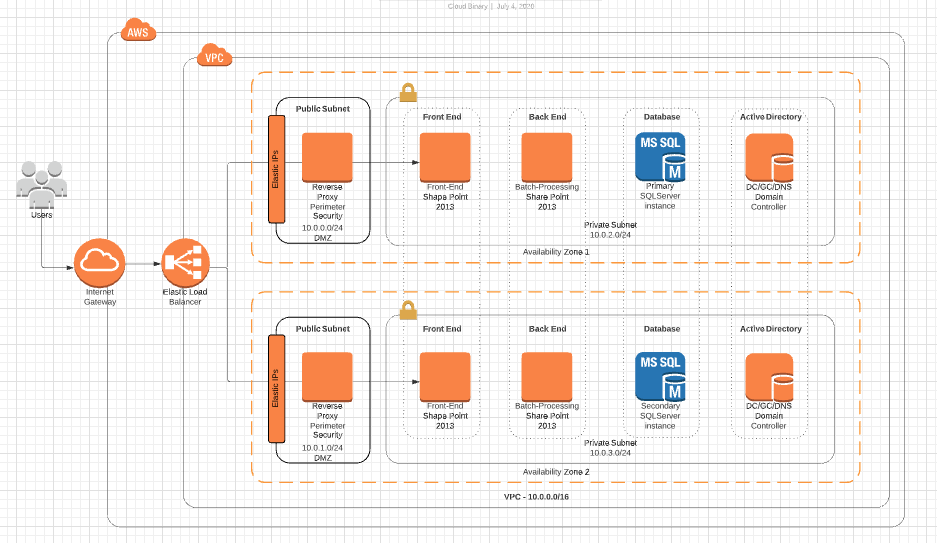 Cloud Binary | July 4, 2020
AWS
VPC
Public Subnet
Elastic IPs
Reverse
Proxy
Perimeter
Security
10.0.0.0/24
DMZ
Front End
Front-End
Shape Point
2013
Back End
Batch-Processing
Share Point
2013
Database
MS SQL
M
Primary
SQLServer
instance
Active Directory
DC/GC/DNS
Domain
Controller
Private Subnet
10.0.2.0/24
Availability Zone 1
Users
Internet
Gateway
Elastic Load
Balancer
Public Subnet
Elastic IPs
Reverse
Proxy
Perimeter
Security
10.0.1.0/24
DMZ
Front End
Front-End
Shape Point
2013
Back End
Batch-Processing
Share Point
2013
Database
MS SQL
M
Secondary
SQLServer
instance
Active Directory
DC/GC/DNS
Domain
Controller
Private Subnet
10.0.3.0/24
Availability Zone 2
VPC - 10.0.0.0/16